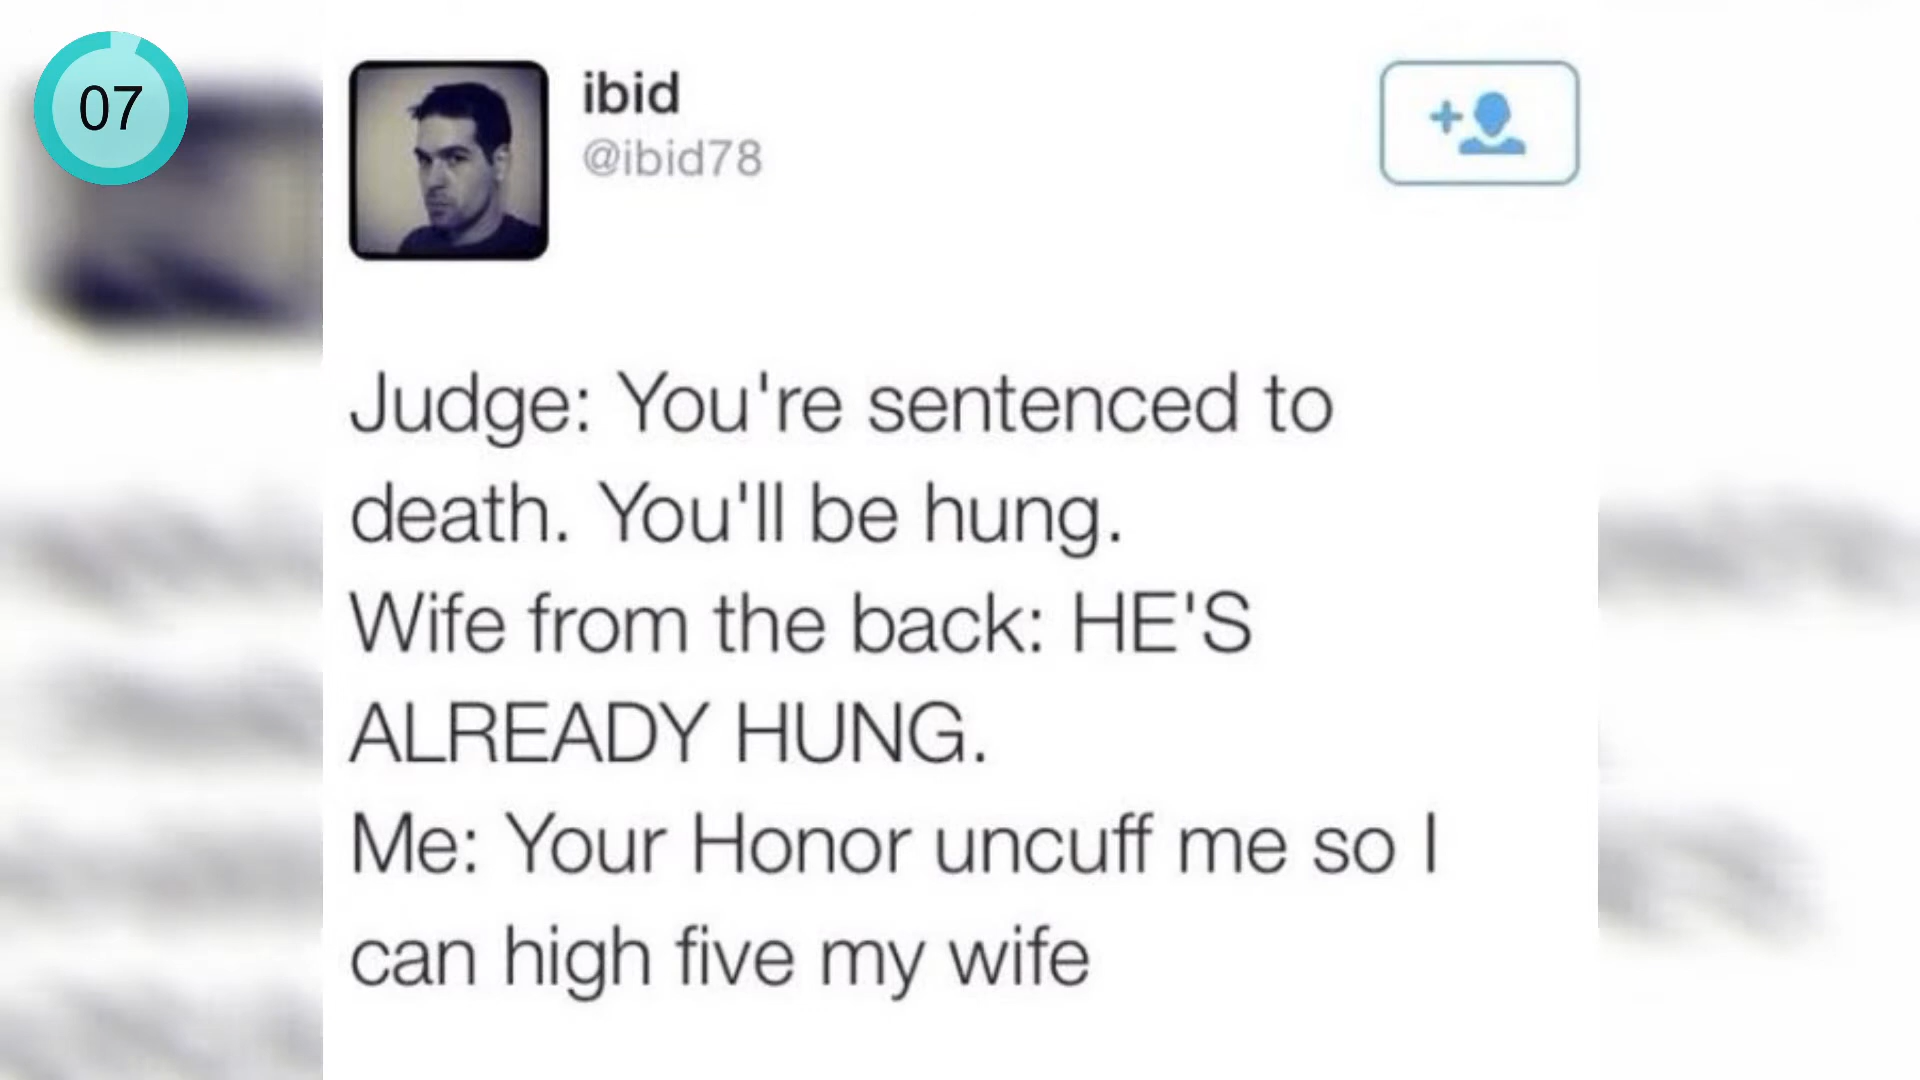 07
ibid
@ibid78
Judge: You're sentenced to
death. You'll be hung.
Wife from the back: HE'S
ALREADY HUNG.
Me: Your Honor uncuff me so I
can high five my wife